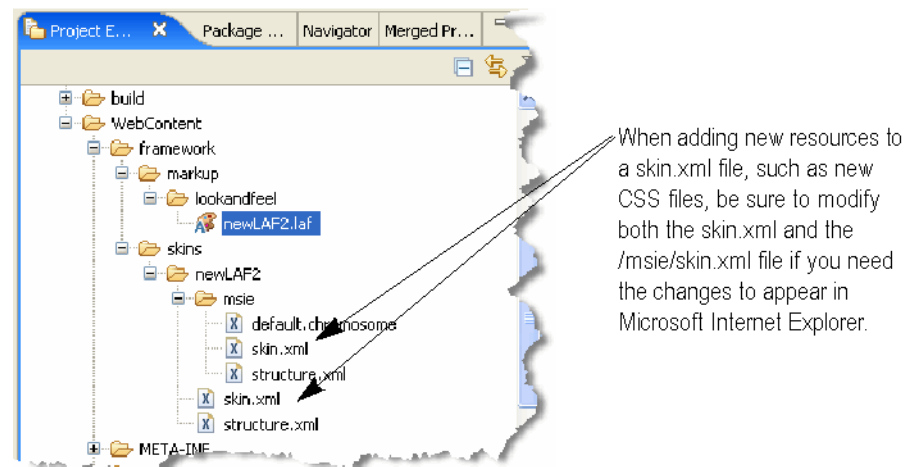 Project E... Package ... Navigator Merged Pr...
build
WebContent
framework
markup
lookandfeel
newLAF2.laf
skins
newLAF2
msie
default.chromosome
skin.xml
structure.xml
skin.xml
structure.xml
META-INF
When adding new resources to
a skin.xml file, such as new
CSS files, be sure to modify
both the skin.xml and the
/msie/skin.xml file if you need
the changes to appear in
Microsoft Internet Explorer.